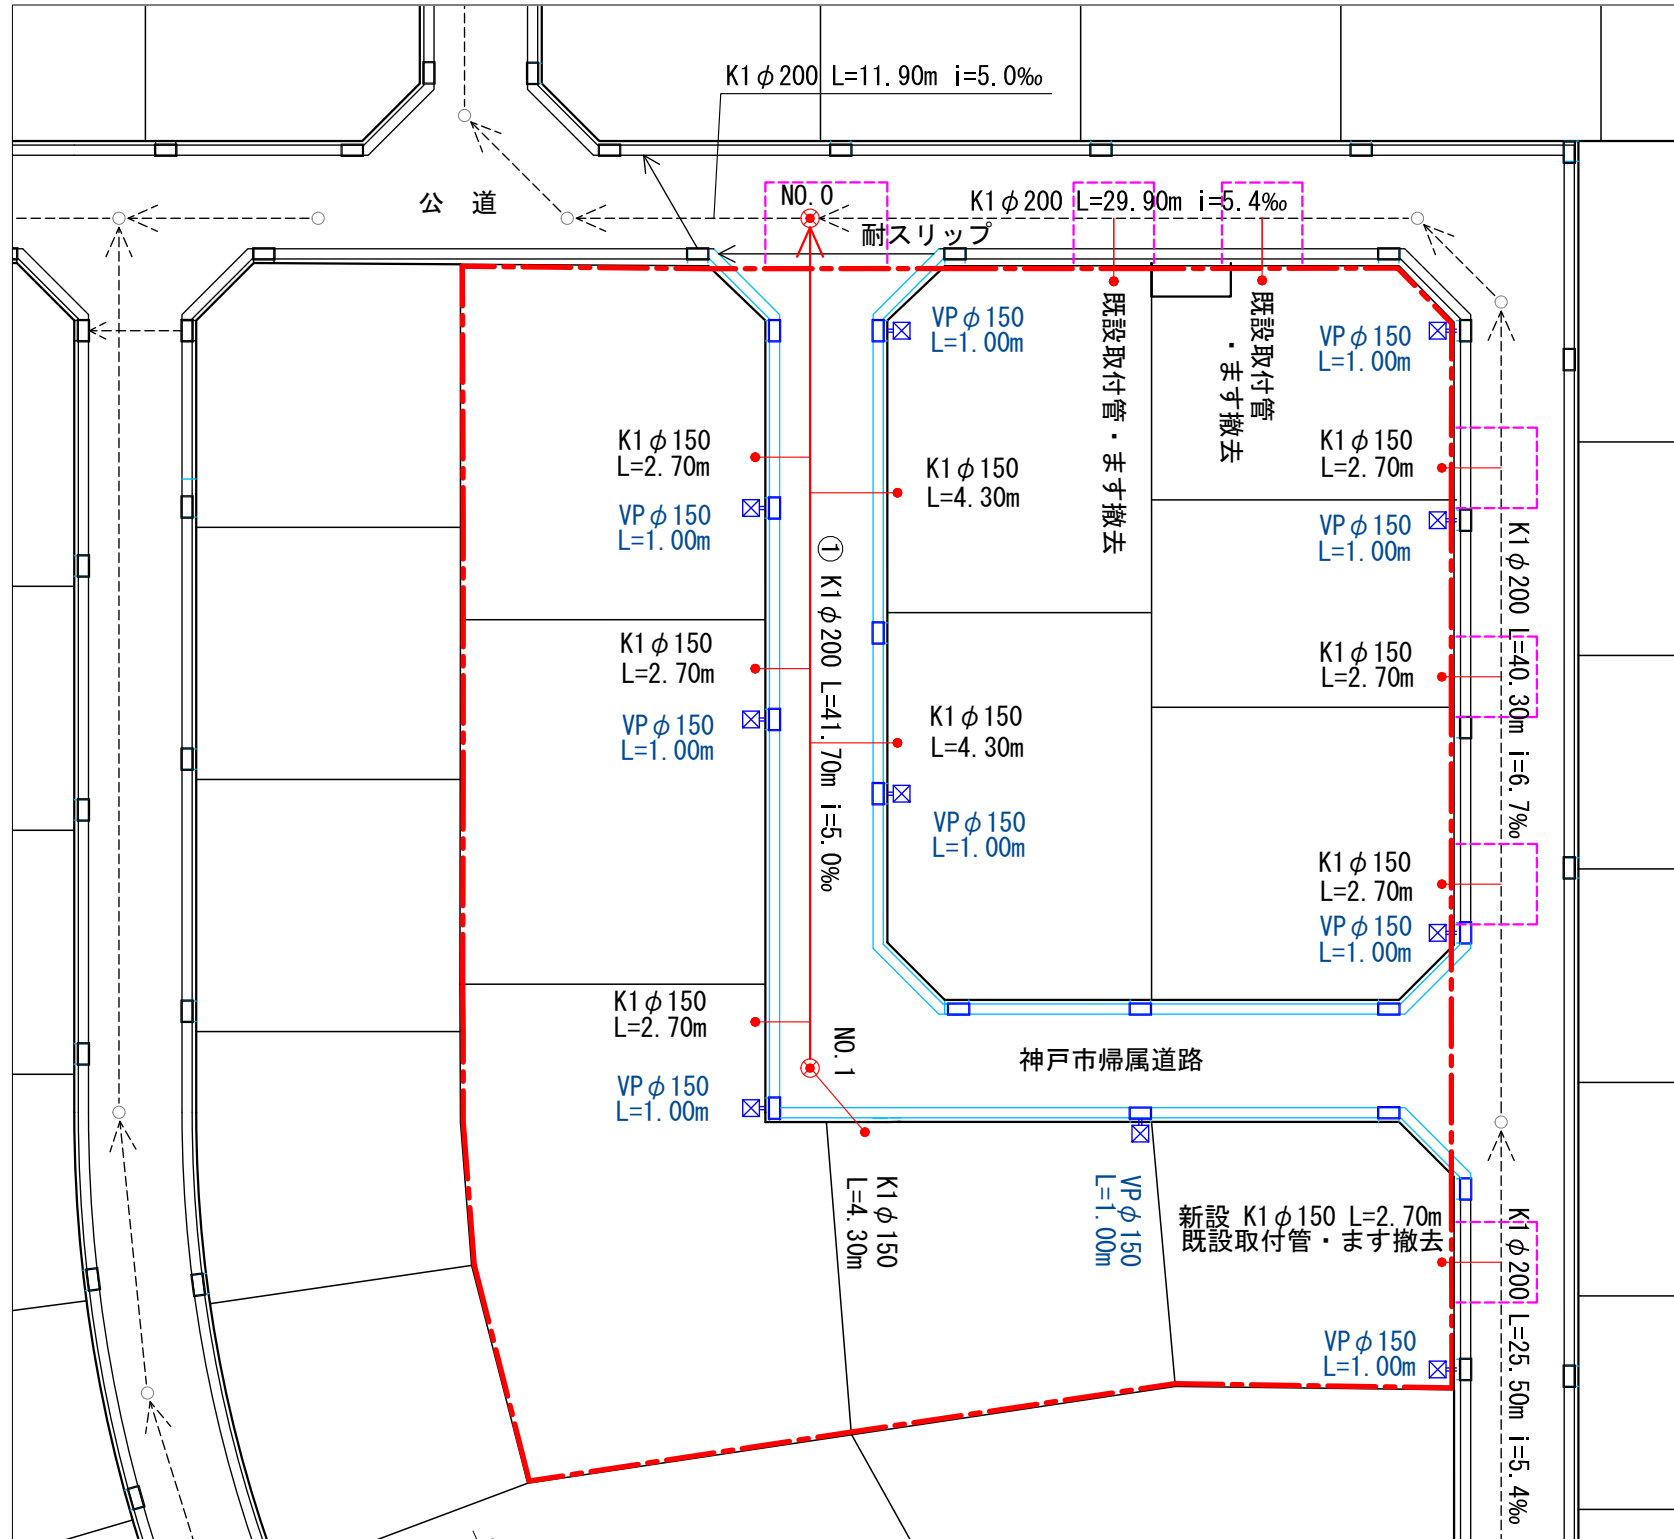 K1φ200 L=11.90m i=5.0‰
公 道
NO.0
K1φ200 L=29.90m i=5.4‰
耐スリップ
VPφ150
L=1.00m
既設取付管・ます撤去
既設取付管
・ます撤去
VPφ150
L=1.00m
K1φ150
L=2.70m
K1φ150
L=4.30m
K1φ150
L=2.70m
VPφ150
L=1.00m
VPφ150
L=1.00m
① K1φ200 L=41.70m i=5.0‰
K1φ200 L=40.30m i=6.7‰
K1φ150
L=2.70m
K1φ150
L=2.70m
VPφ150
L=1.00m
K1φ150
L=4.30m
VPφ150
L=1.00m
K1φ150
L=2.70m
VPφ150
L=1.00m
K1φ150
L=2.70m
NO.1
神戸市帰属道路
VPφ150
L=1.00m
K1φ150
L=4.30m
VPφ150
L=1.00m
新設 K1φ150 L=2.70m
既設取付管・ます撤去
K1φ200 L=25.50m i=5.4‰
VPφ150
L=1.00m